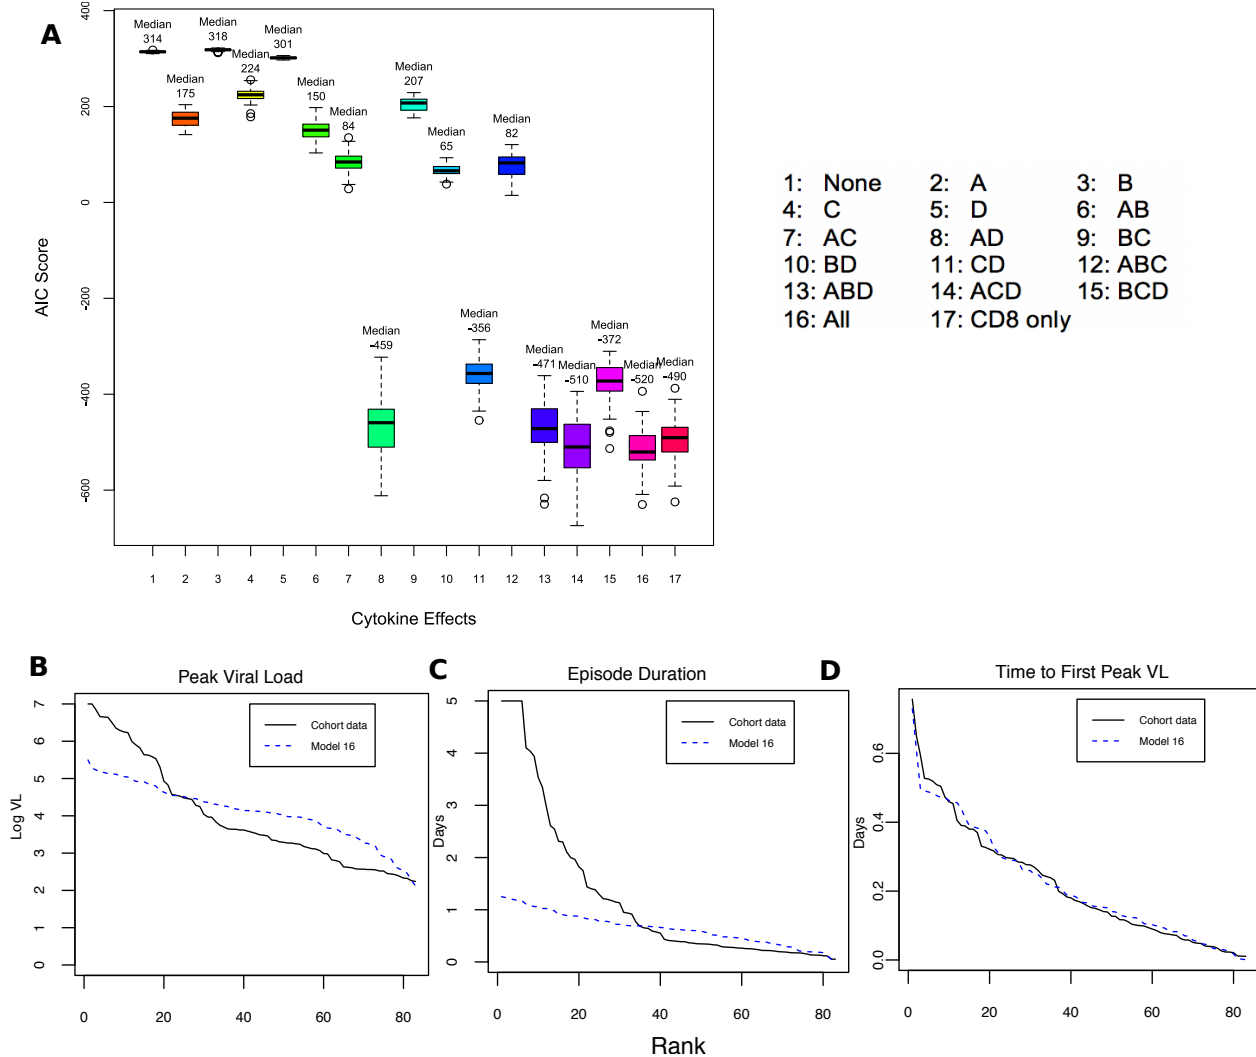 A
400
200
0
-200
-400
-600
AIC Score
Median
314
Median
175
Median
318
Median
224
Median
301
Median
150
Median
84
Median
-459
Median
207
Median
65
Median
-356
Median
82
Median
-471
Median
-510
Median
-372
Median
-520
Median
-490
1 2 3 4 5 6 7 8 9 10 11 12 13 14 15 16 17
Cytokine Effects
1: None 2: A 3: B
4: C 5: D 6: AB
7: AC 8: AD 9: BC
10: BD 11: CD 12: ABC
13: ABD 14: ACD 15: BCD
16: All 17: CD8 only
B
Peak Viral Load
Cohort data
Model 16
Log VL
7
6
5
4
3
2
1
0
0 20 40 60 80
C
Episode Duration
Cohort data
Model 16
Days
5
4
3
2
1
0
0 20 40 60 80
Rank
D
Time to First Peak VL
Cohort data
Model 16
Days
0.6
0.4
0.2
0.0
0 20 40 60 80